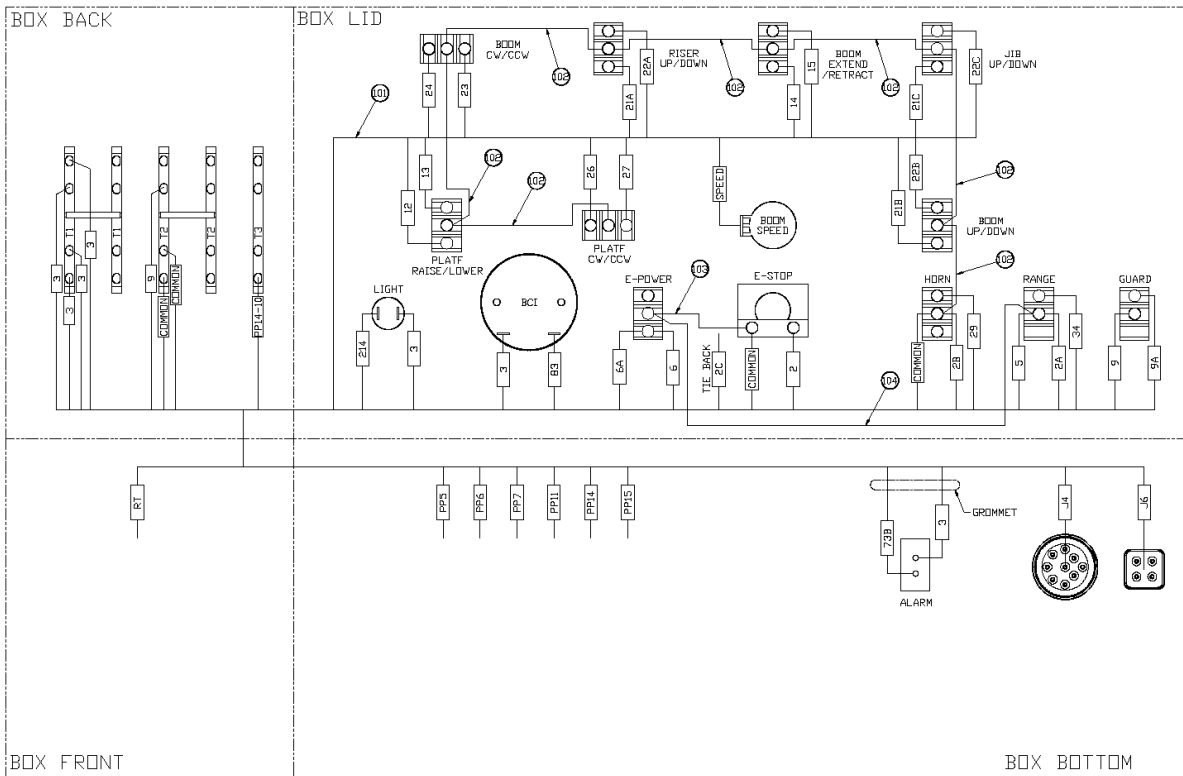 BOX BACK
BOX LID
BOOM
CW/CCW
102
RISER
UP/DOWN
102
BOOM
EXTEND
/RETRACT
102
JIB
UP/DOWN
24
23
22A
21A
15
14
22C
21C
101
102
102
102
13
12
26
27
SPEED
22B
21B
BOOM
SPEED
BOOM
UP/DOWN
PLATF
RAISE/LOWER
PLATF
CW/CCW
T1
T1
T2
T2
T3
3
3
3
3
9
COMMON
COMMON
PP14-10
LIGHT
BCI
E-POWER
103
E-STOP
102
HORN
RANGE
GUARD
214
3
3
83
6A
6
TIE BACK
2C
COMMON
2
COMMON
2B
29
5
2A
34
9
9A
104
RT
PP5
PP6
PP7
PP11
PP14
PP15
73B
3
GROMMET
J4
J6
ALARM
BOX FRONT
BOX BOTTOM